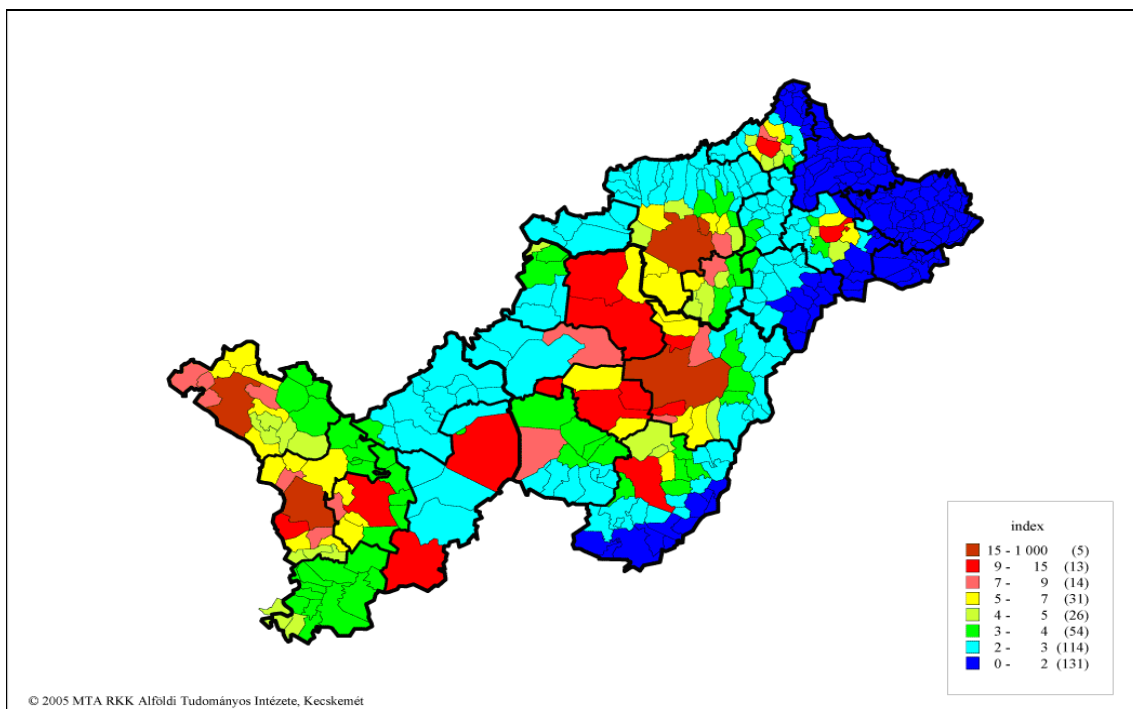 index
15 - 1 000 (5)
9 - 15 (13)
7 - 9 (14)
5 - 7 (31)
4 - 5 (26)
3 - 4 (54)
2 - 3 (114)
0 - 2 (131)
© 2005 MTA RKK Alföldi Tudományos Intézete, Kecskemét